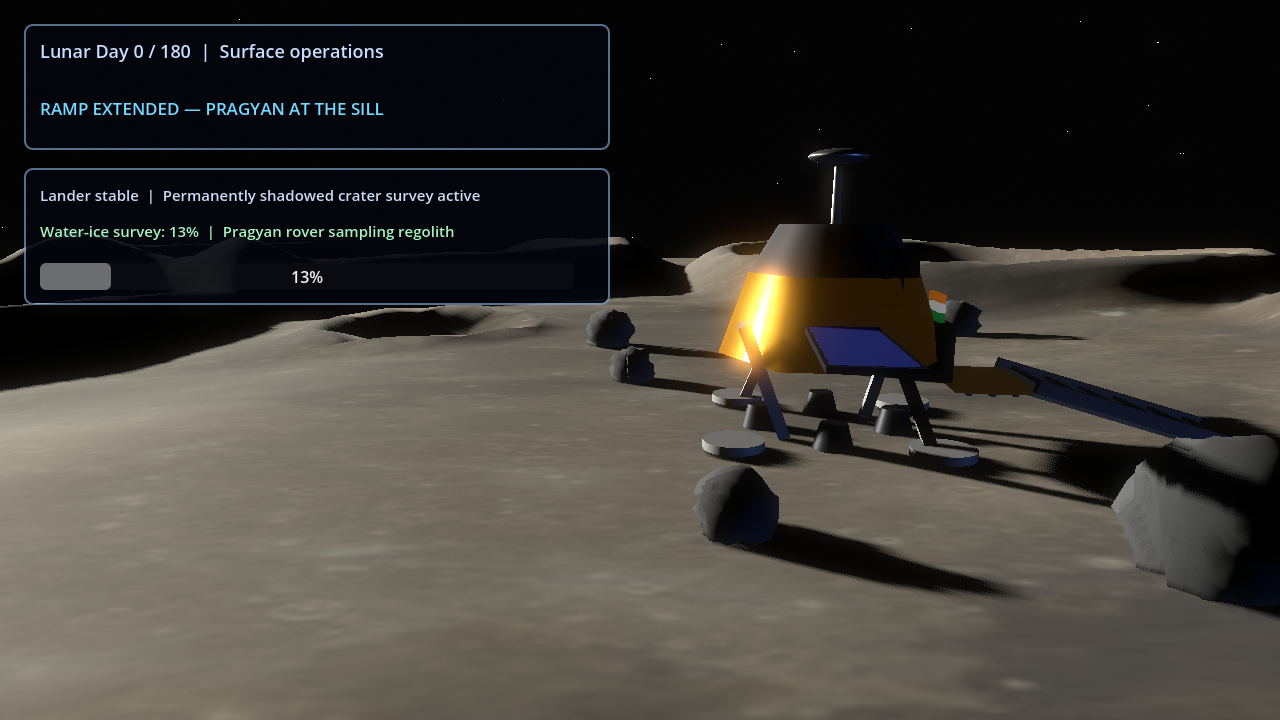 Lunar Day 0 / 180 | Surface operations
RAMP EXTENDED — PRAGYAN AT THE SILL
Lander stable | Permanently shadowed crater survey active
Water-ice survey: 13% | Pragyan rover sampling regolith
13%